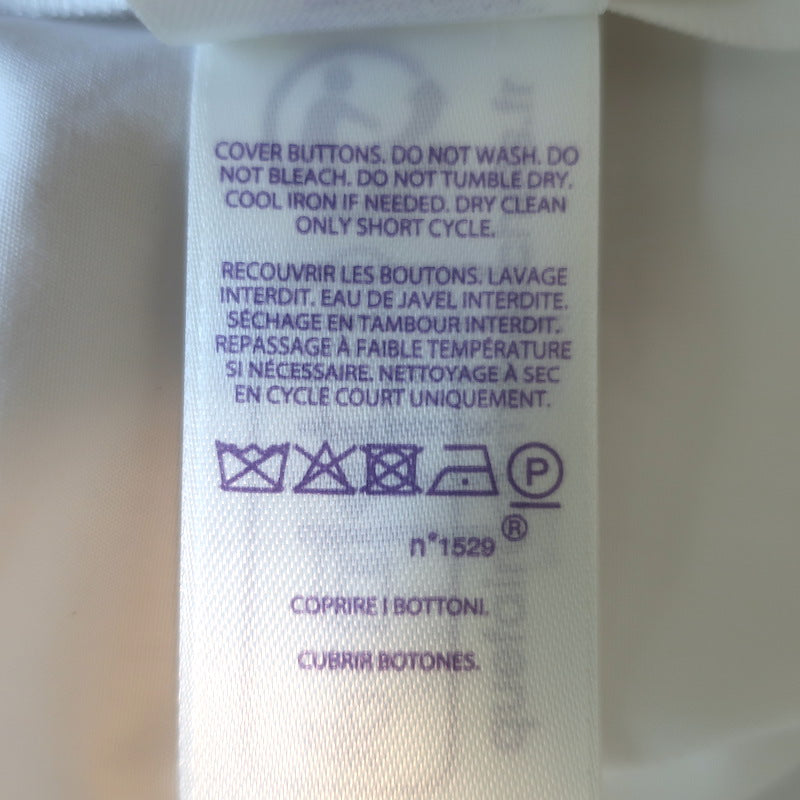 COVER BUTTONS. DO NOT WASH. DO
NOT BLEACH. DO NOT TUMBLE DRY.
COOL IRON IF NEEDED. DRY CLEAN
ONLY SHORT CYCLE.
RECOUVRIR LES BOUTONS. LAVAGE
INTERDIT. EAU DE JAVEL INTERDITE.
SÉCHAGE EN TAMBOUR INTERDIT.
REPASSAGE À FAIBLE TEMPÉRATURE
SI NÉCESSAIRE. NETTOYAGE À SEC
EN CYCLE COURT UNIQUEMENT.
P
®
n°1529
COPRIRE I BOTTONI.
CUBRIR BOTONES.